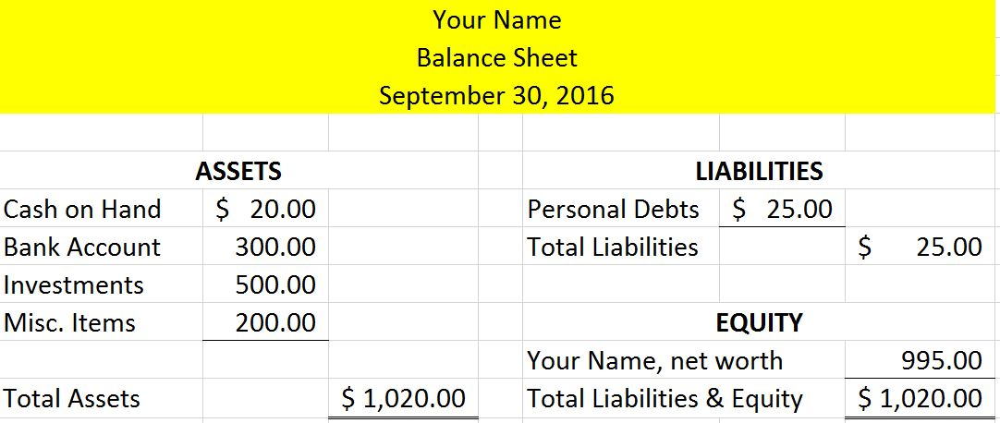 Your Name
Balance Sheet
September 30, 2016
ASSETS LIABILITIES
Cash on Hand $ 20.00 Personal Debts $ 25.00
Bank Account 300.00 Total Liabilities $ 25.00
Investments 500.00
Misc. Items 200.00 EQUITY
Your Name, net worth 995.00
Total Assets $ 1,020.00 Total Liabilities & Equity $ 1,020.00